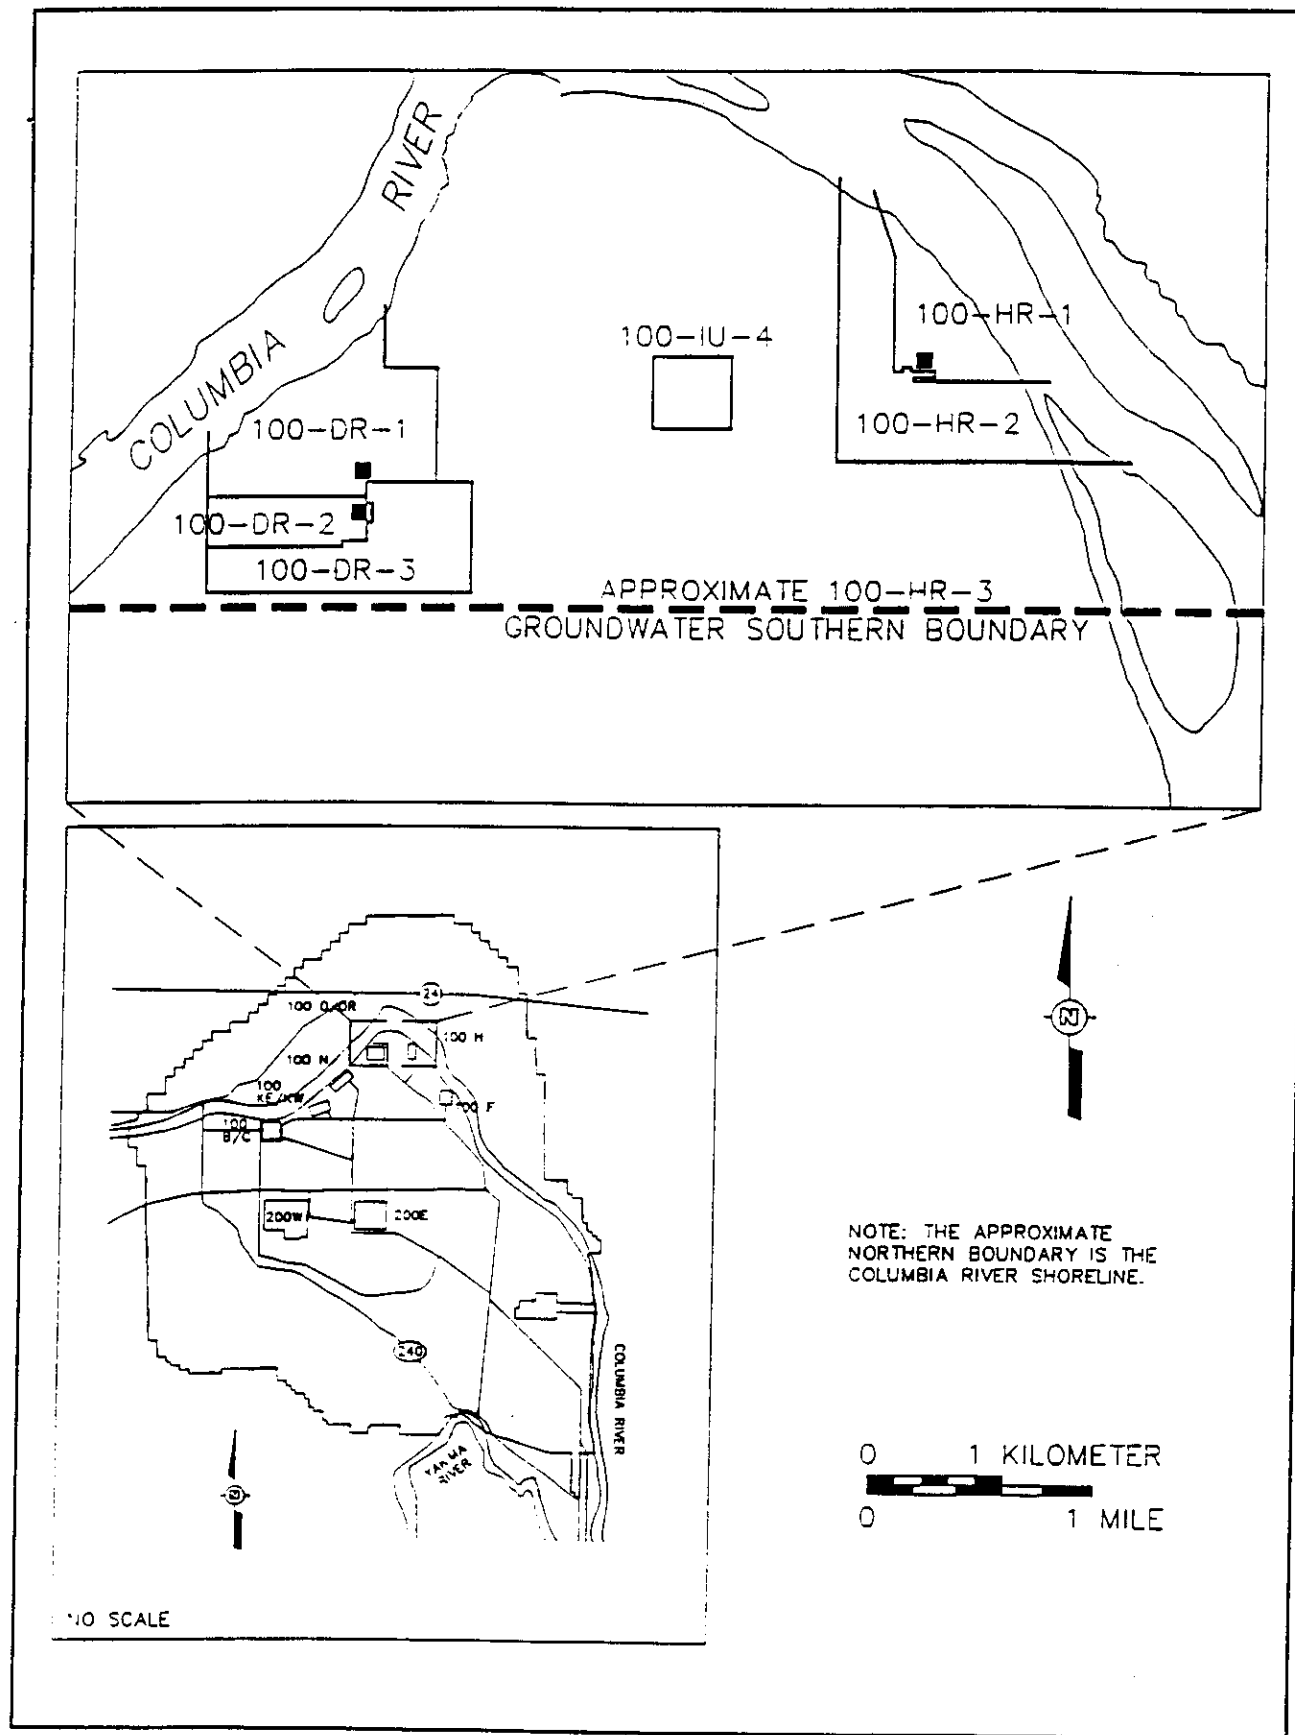 COLUMBIA RIVER
100-HR-1
100-IU-4
100-DR-1
100-HR-2
100-DR-2
100-DR-3
APPROXIMATE 100-HR-3
GROUNDWATER SOUTHERN BOUNDARY
24
100 D/DR
100 H
100 N
100
KE/KW
100 F
100
B/C
200W
200E
240
COLUMBIA RIVER
RIVER
N
N
NOTE: THE APPROXIMATE
NORTHERN BOUNDARY IS THE
COLUMBIA RIVER SHORELINE.
0 1 KILOMETER
0 1 MILE
NO SCALE